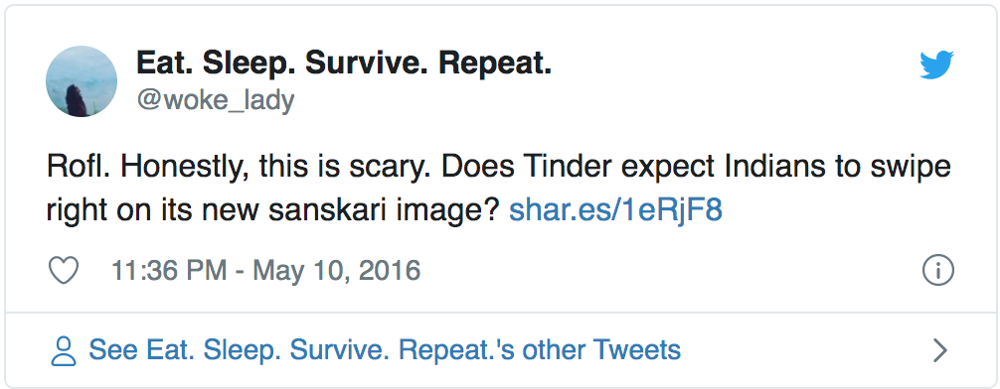 Eat. Sleep. Survive. Repeat.
@woke_lady
Rofl. Honestly, this is scary. Does Tinder expect Indians to swipe
right on its new sanskari image? shar.es/1eRjF8
11:36 PM - May 10, 2016
See Eat. Sleep. Survive. Repeat.'s other Tweets